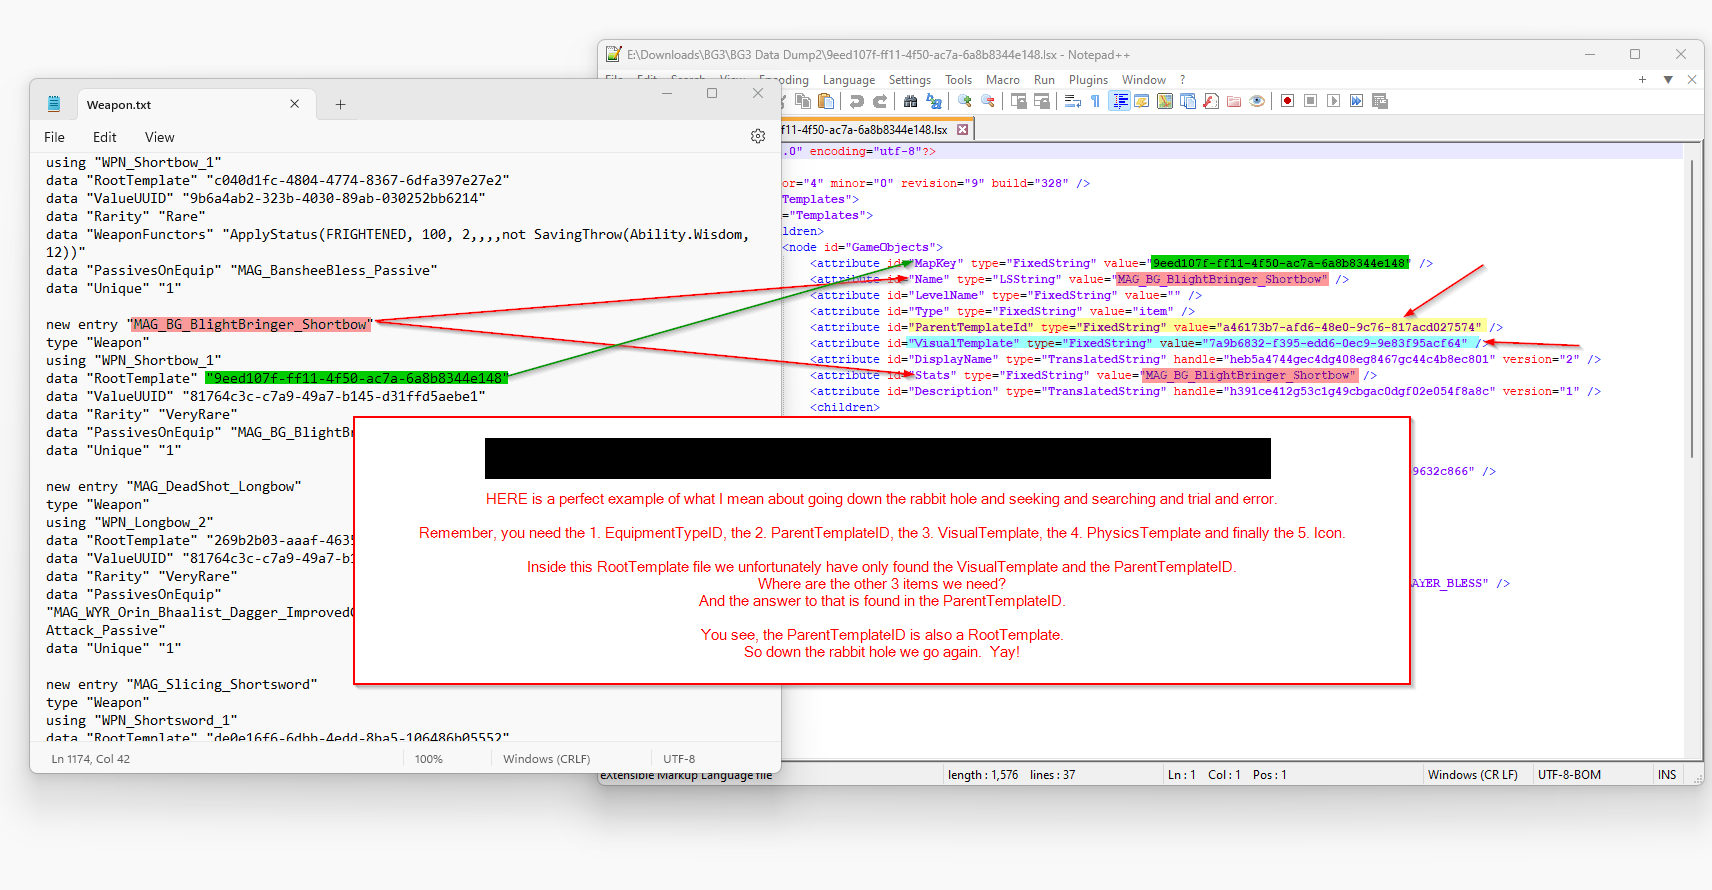 E:\Downloads\BG3\BG3 Data Dump2\9eed107f-ff11-4f50-ac7a-6a8b8344e148.lsx - Notepad++
File Edit Search View Encoding Language Settings Tools Macro Run Plugins Window ?
ff11-4f50-ac7a-6a8b8344e148.lsx
.0" encoding="utf-8"?>
or="4" minor="0" revision="9" build="328" />
Templates">
="Templates">
ldren>
<node id="GameObjects">
<attribute id="MapKey" type="FixedString" value="9eed107f-ff11-4f50-ac7a-6a8b8344e148" />
<attribute id="Name" type="LSString" value="MAG_BG_BlightBringer_Shortbow" />
<attribute id="LevelName" type="FixedString" value="" />
<attribute id="Type" type="FixedString" value="item" />
<attribute id="ParentTemplateId" type="FixedString" value="a46173b7-afd6-48e0-9c76-817acd027574" />
<attribute id="VisualTemplate" type="FixedString" value="7a9b6832-f395-edd6-0ec9-9e83f95acf64" />
<attribute id="DisplayName" type="TranslatedString" handle="heb5a4744gec4dg408eg8467gc44c4b8ec801" version="2" />
<attribute id="Stats" type="FixedString" value="MAG_BG_BlightBringer_Shortbow" />
<attribute id="Description" type="TranslatedString" handle="h391ce412g53c1g49cbgac0dgf02e054f8a8c" version="1" />
<children>
9632c866" />
AYER_BLESS" />
eXtensible Markup Language file length : 1,576 lines : 37 Ln : 1 Col : 1 Pos : 1 Windows (CR LF) UTF-8-BOM INS
Weapon.txt
File Edit View
using "WPN_Shortbow_1"
data "RootTemplate" "c040d1fc-4804-4774-8367-6dfa397e27e2"
data "ValueUUID" "9b6a4ab2-323b-4030-89ab-030252bb6214"
data "Rarity" "Rare"
data "WeaponFunctors" "ApplyStatus(FRIGHTENED, 100, 2,,,,not SavingThrow(Ability.Wisdom,
12))"
data "PassivesOnEquip" "MAG_BansheeBless_Passive"
data "Unique" "1"
new entry "MAG_BG_BlightBringer_Shortbow"
type "Weapon"
using "WPN_Shortbow_1"
data "RootTemplate" "9eed107f-ff11-4f50-ac7a-6a8b8344e148"
data "ValueUUID" "81764c3c-c7a9-49a7-b145-d31ffd5aebe1"
data "Rarity" "VeryRare"
data "PassivesOnEquip" "MAG_BG_BlightBr
data "Unique" "1"
new entry "MAG_DeadShot_Longbow"
type "Weapon"
using "WPN_Longbow_2"
data "RootTemplate" "269b2b03-aaaf-4635
data "ValueUUID" "81764c3c-c7a9-49a7-b1
data "Rarity" "VeryRare"
data "PassivesOnEquip"
"MAG_WYR_Orin_Bhaalist_Dagger_ImprovedC
Attack_Passive"
data "Unique" "1"
new entry "MAG_Slicing_Shortsword"
type "Weapon"
using "WPN_Shortsword_1"
data "RootTemplate" "de0e16f6-6dbb-4edd-8ba5-106486b05552"
Ln 1174, Col 42 100% Windows (CRLF) UTF-8
HERE is a perfect example of what I mean about going down the rabbit hole and seeking and searching and trial and error.
Remember, you need the 1. EquipmentTypeID, the 2. ParentTemplateID, the 3. VisualTemplate, the 4. PhysicsTemplate and finally the 5. Icon.
Inside this RootTemplate file we unfortunately have only found the VisualTemplate and the ParentTemplateID.
Where are the other 3 items we need?
And the answer to that is found in the ParentTemplateID.
You see, the ParentTemplateID is also a RootTemplate.
So down the rabbit hole we go again. Yay!